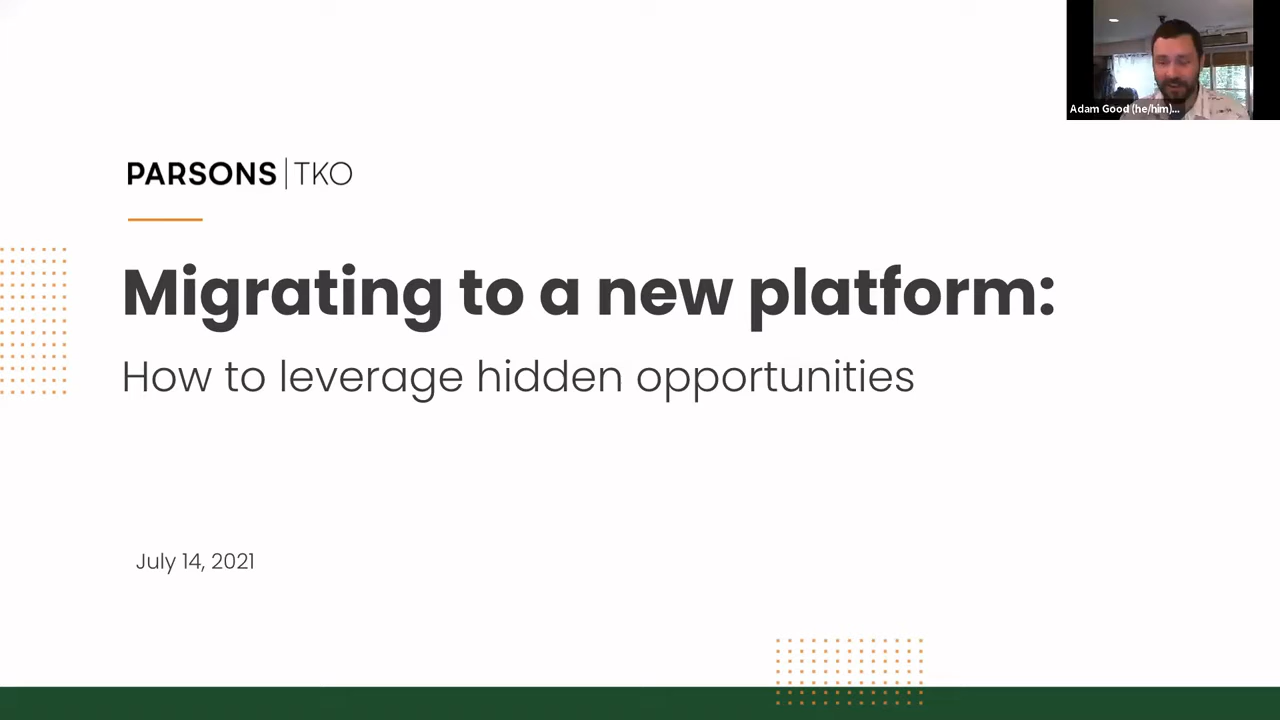 Adam Good (he/him)...
PARSONS|TKO
Migrating to a new platform:
How to leverage hidden opportunities
July 14, 2021